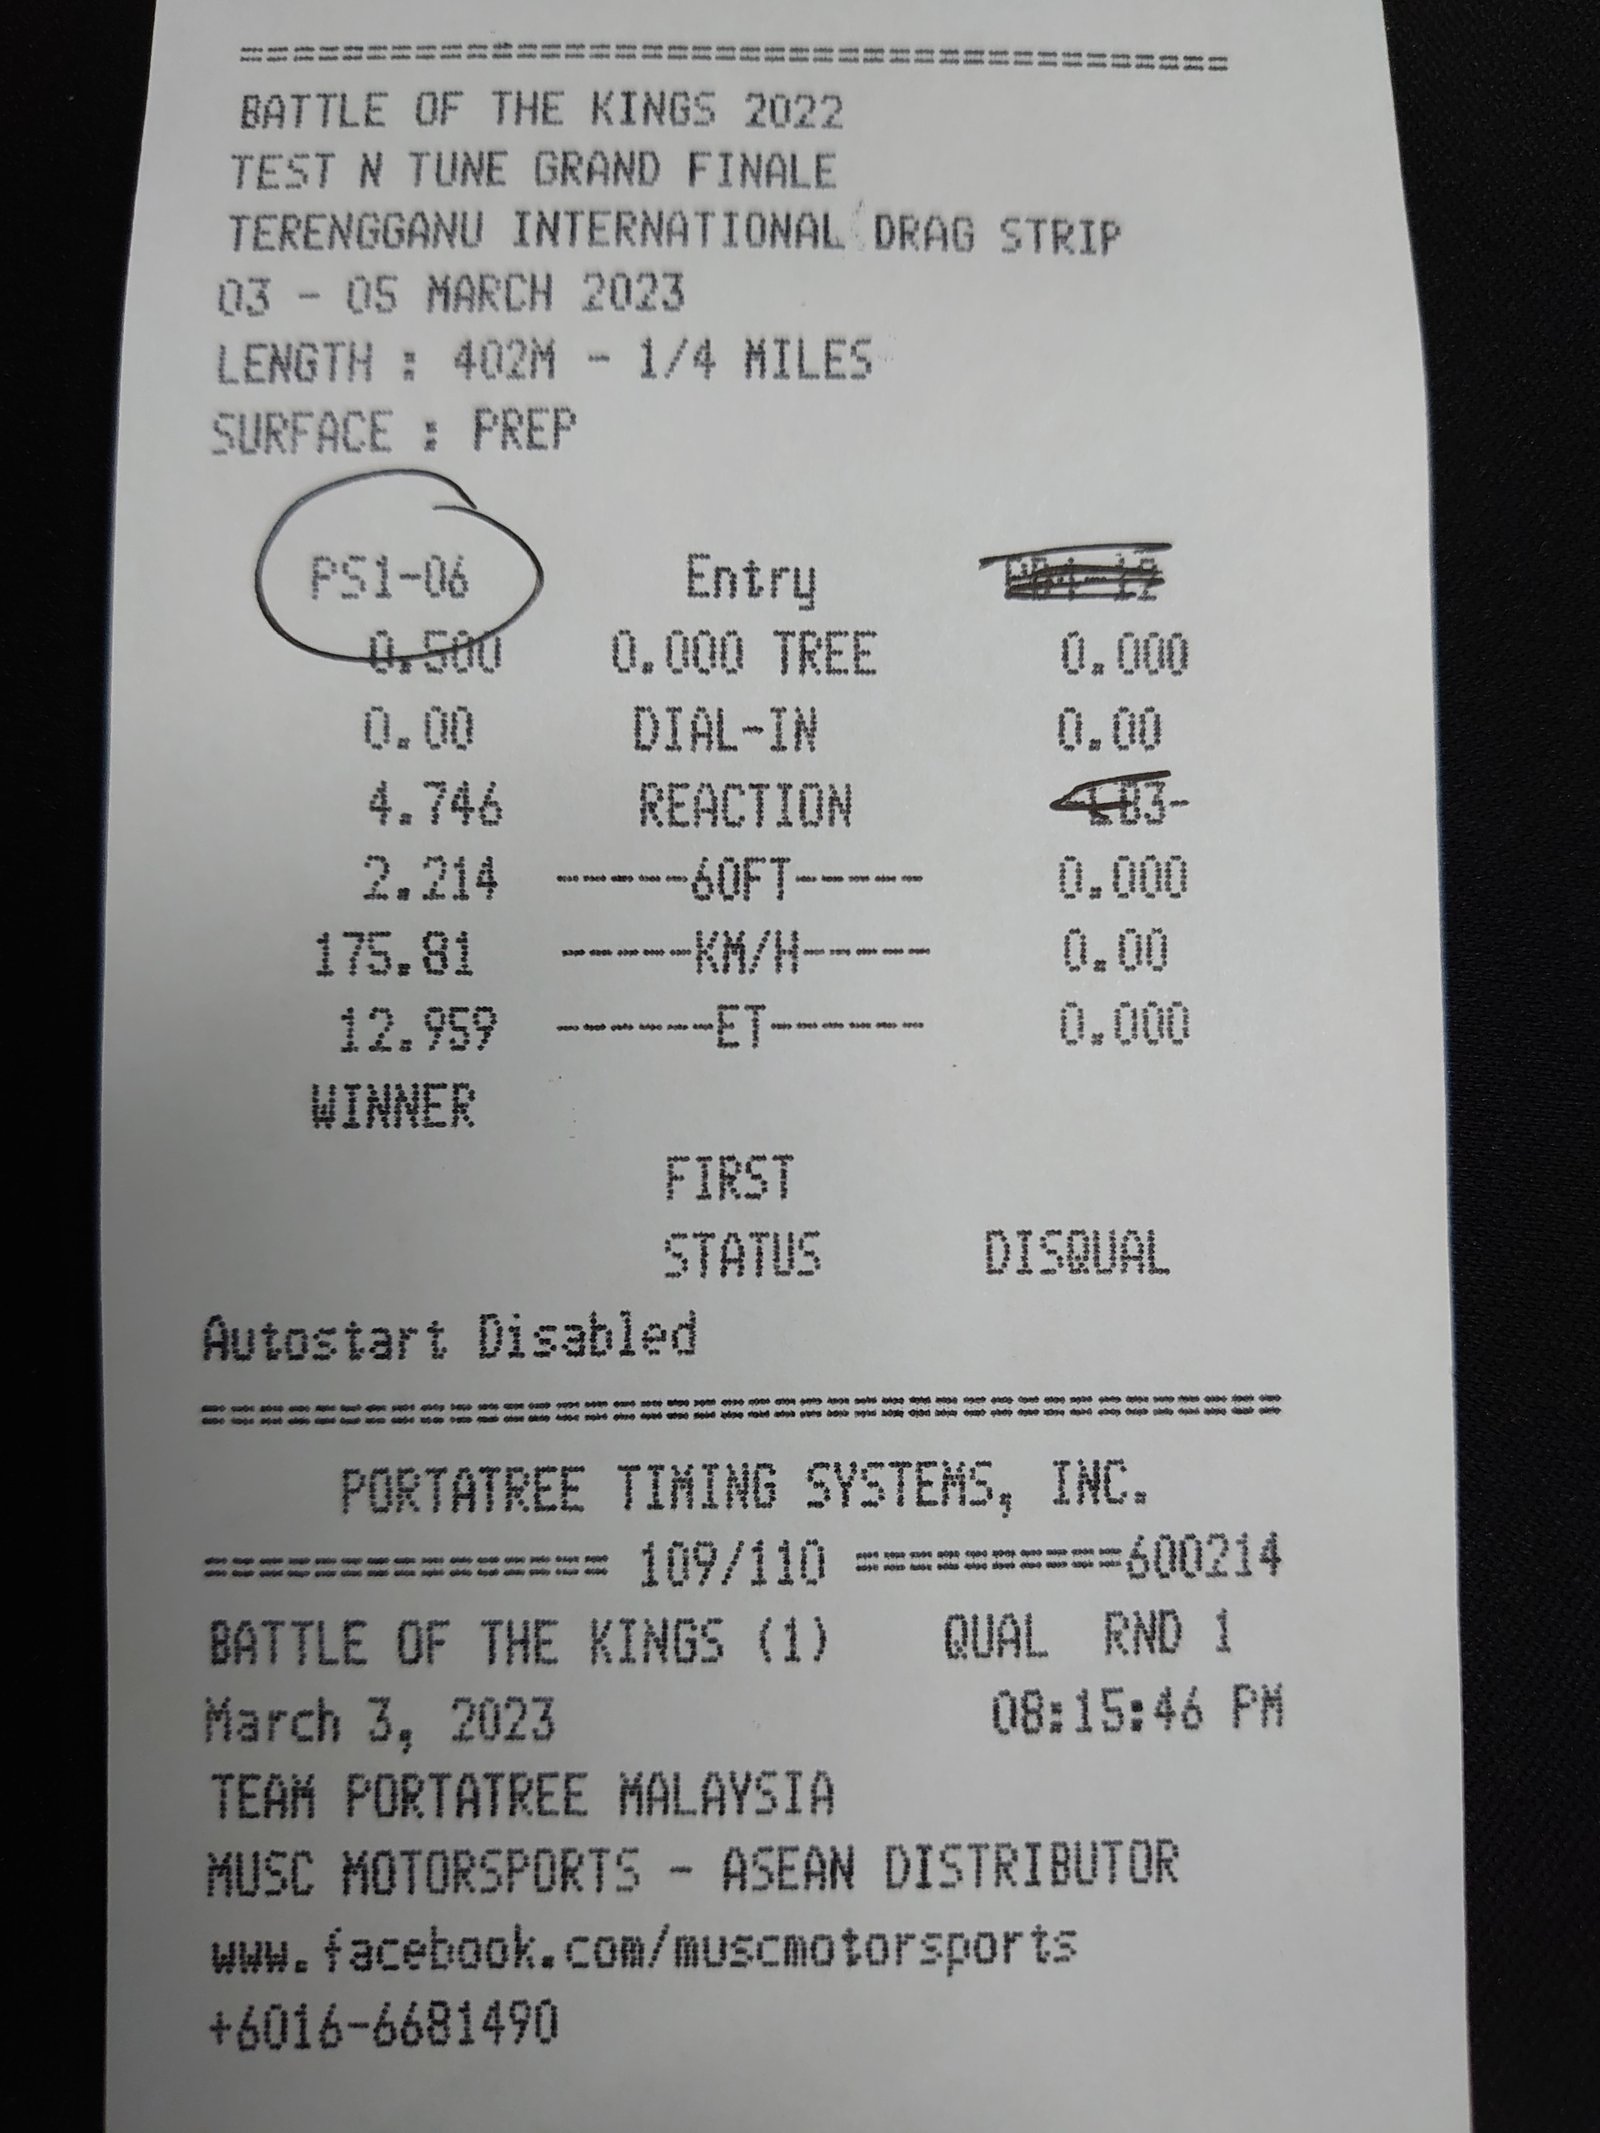 ========================================
BATTLE OF THE KINGS 2022
TEST N TUNE GRAND FINALE
TERENGGANU INTERNATIONAL DRAG STRIP
03 - 05 MARCH 2023
LENGTH : 402M - 1/4 MILES
SURFACE : PREP
PS1-06 Entry
0.500 0.000 TREE 0.000
0.00 DIAL-IN 0.00
4.746 REACTION
2.214 -----60FT----- 0.000
175.81 -----KM/H----- 0.00
12.959 ------ET------ 0.000
WINNER
FIRST
STATUS DISQUAL
Autostart Disabled
========================================
PORTATREE TIMING SYSTEMS, INC.
=============== 109/110 ==========600214
BATTLE OF THE KINGS (1) QUAL RND 1
March 3, 2023 08:15:46 PM
TEAM PORTATREE MALAYSIA
MUSC MOTORSPORTS - ASEAN DISTRIBUTOR
www.facebook.com/muscmotorsports
+6016-6681490